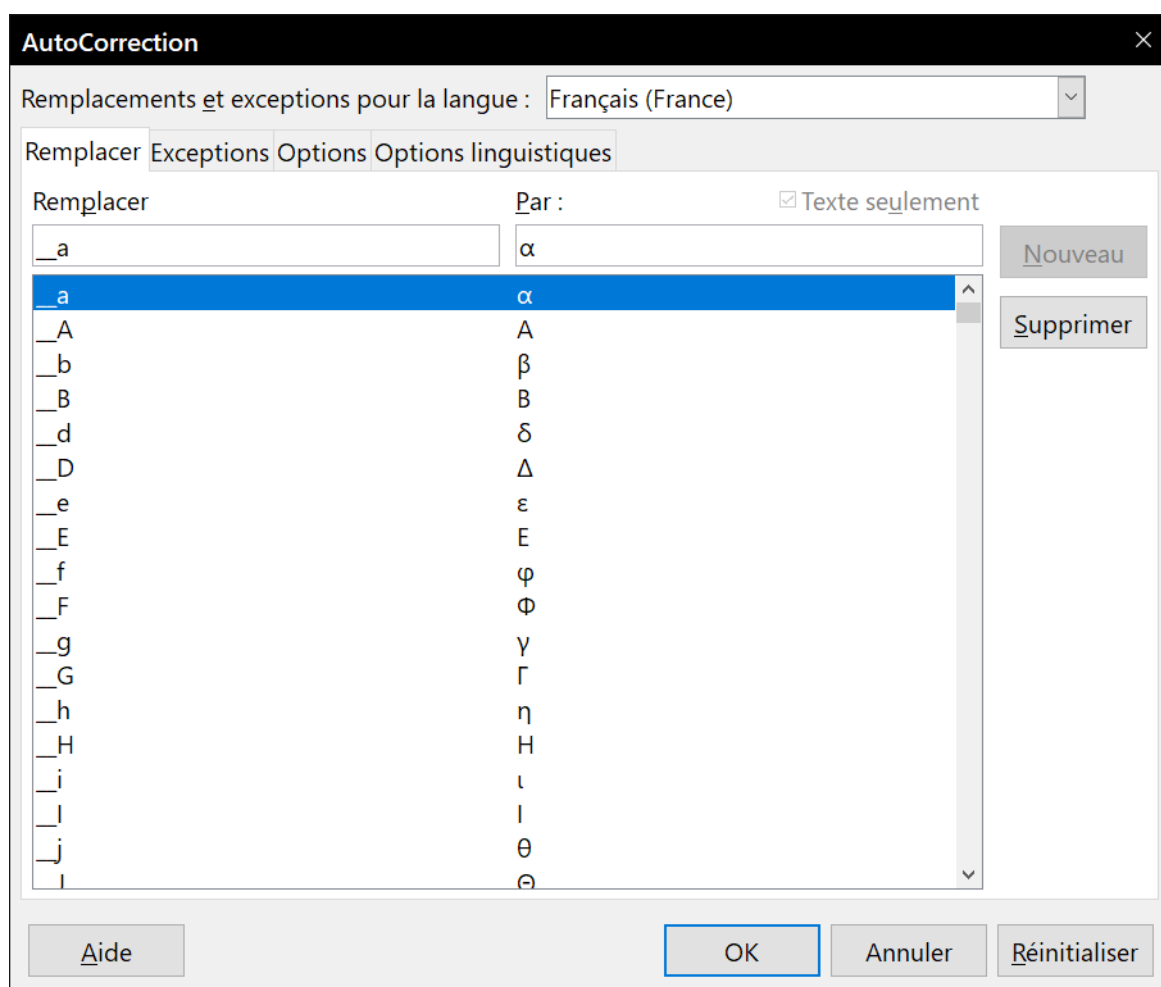 AutoCorrection
Remplacements et exceptions pour la langue : Français (France)
Remplacer Exceptions Options Options linguistiques
Remplacer Par : Texte seulement
__a α Nouveau
__a α
Supprimer
__A Α
__b β
__B Β
__d δ
__D Δ
__e ε
__E Ε
__f φ
__F Φ
__g γ
__G Γ
__h η
__H Η
__i ι
__I Ι
__j θ
__J Θ
Aide OK Annuler Réinitialiser